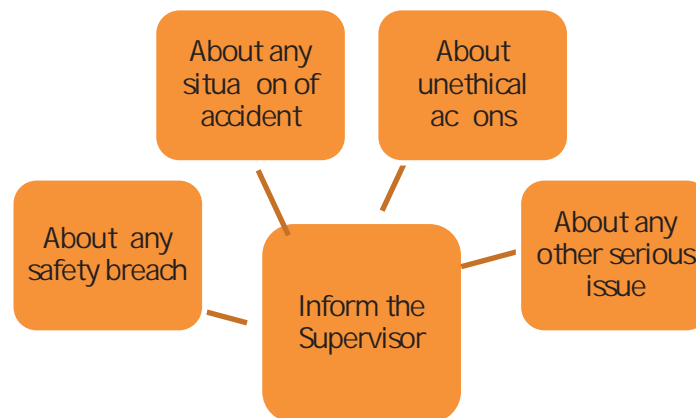 About any
situa on of
accident
About
unethical
ac ons
About any
safety breach
About any
other serious
issue
Inform the
Supervisor